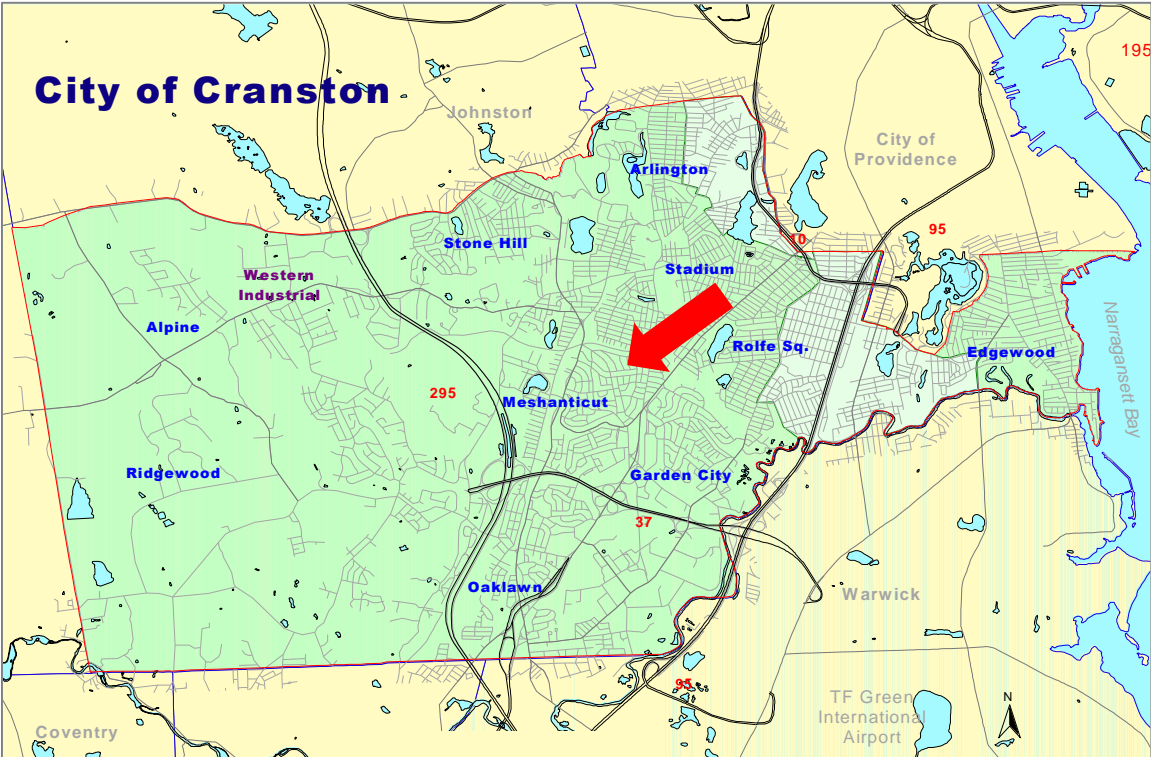 195
City of Cranston
Johnston
City of
Providence
Arlington
95
10
Stone Hill
Stadium
Western
Industrial
Alpine
Narragansett Bay
Rolfe Sq.
Edgewood
295
Meshanticut
Ridgewood
Garden City
37
Oaklawn
Warwick
95
N
TF Green
International
Airport
Coventry